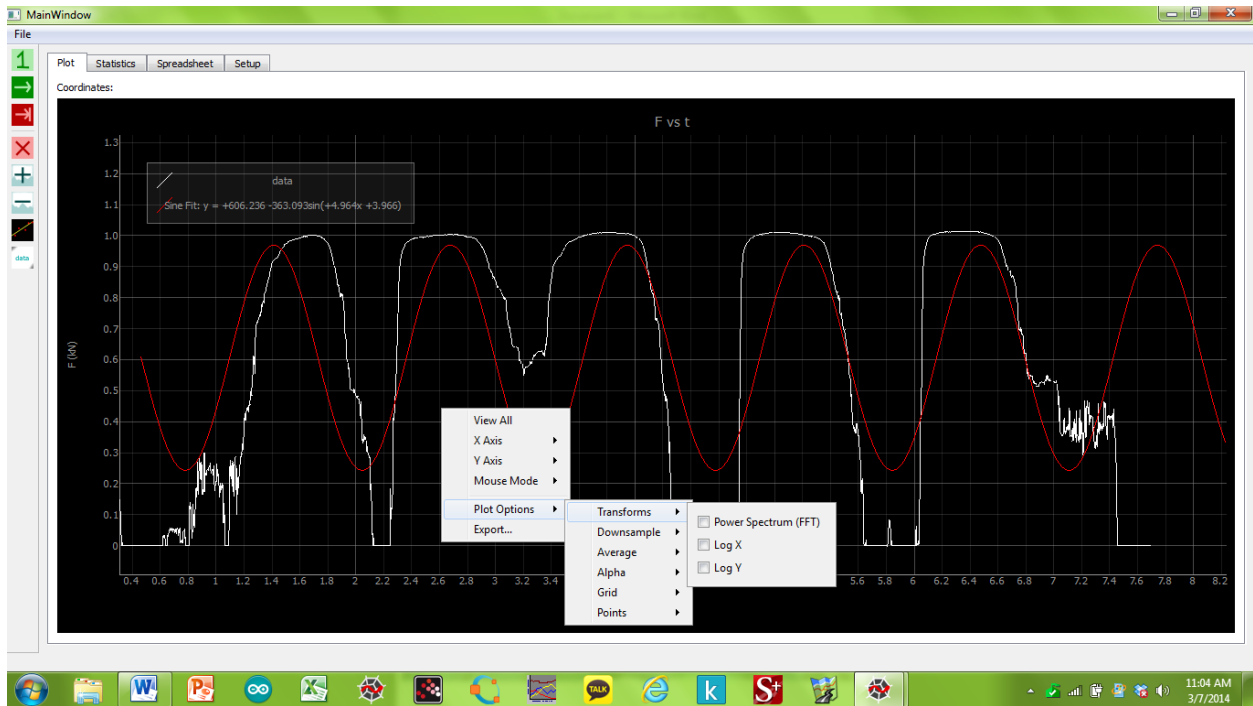 MainWindow
File
Plot Statistics Spreadsheet Setup
Coordinates:
F vs t
data
Sine Fit: y = +606.236 -363.093sin(+4.964x +3.966)
1.3
1.2
1.1
1.0
0.9
0.8
0.7
0.6
0.5
0.4
0.3
0.2
0.1
0
F (kN)
0.4 0.6 0.8 1 1.2 1.4 1.6 1.8 2 2.2 2.4 2.6 2.8 3 3.2 3.4 5.6 5.8 6 6.2 6.4 6.6 6.8 7 7.2 7.4 7.6 7.8 8 8.2
1
data
View All
X Axis
Y Axis
Mouse Mode
Plot Options
Export...
Transforms
Downsample
Average
Alpha
Grid
Points
Power Spectrum (FFT)
Log X
Log Y
W
P
TALK
k
S+
11:04 AM
3/7/2014